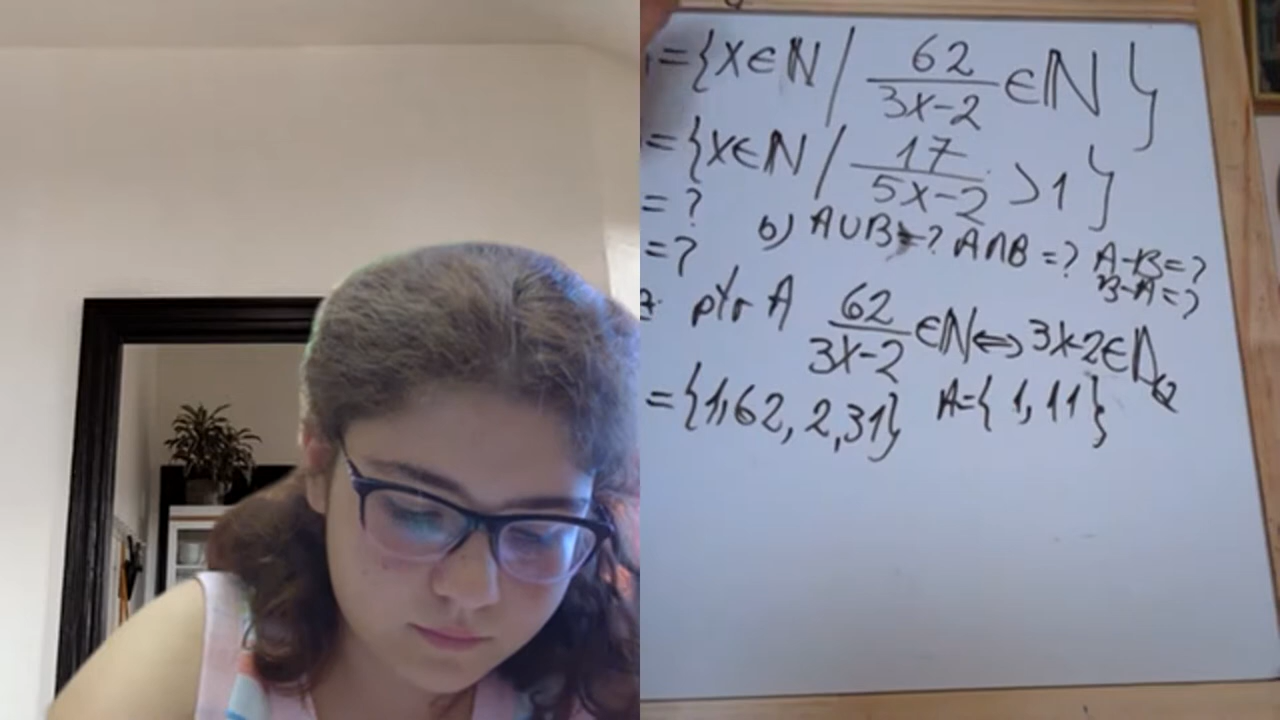 ={x∈ℕ / 62/(3x-2) ∈ℕ}
={x∈ℕ / 17/(5x-2) >1}
= ?
=? b) A∪B=? A∩B=? A-B=?
B-A=?
ptr A 62/(3x-2) ∈ℕ⇔3x-2∈D62
={1,62,2,31} A={1,11}